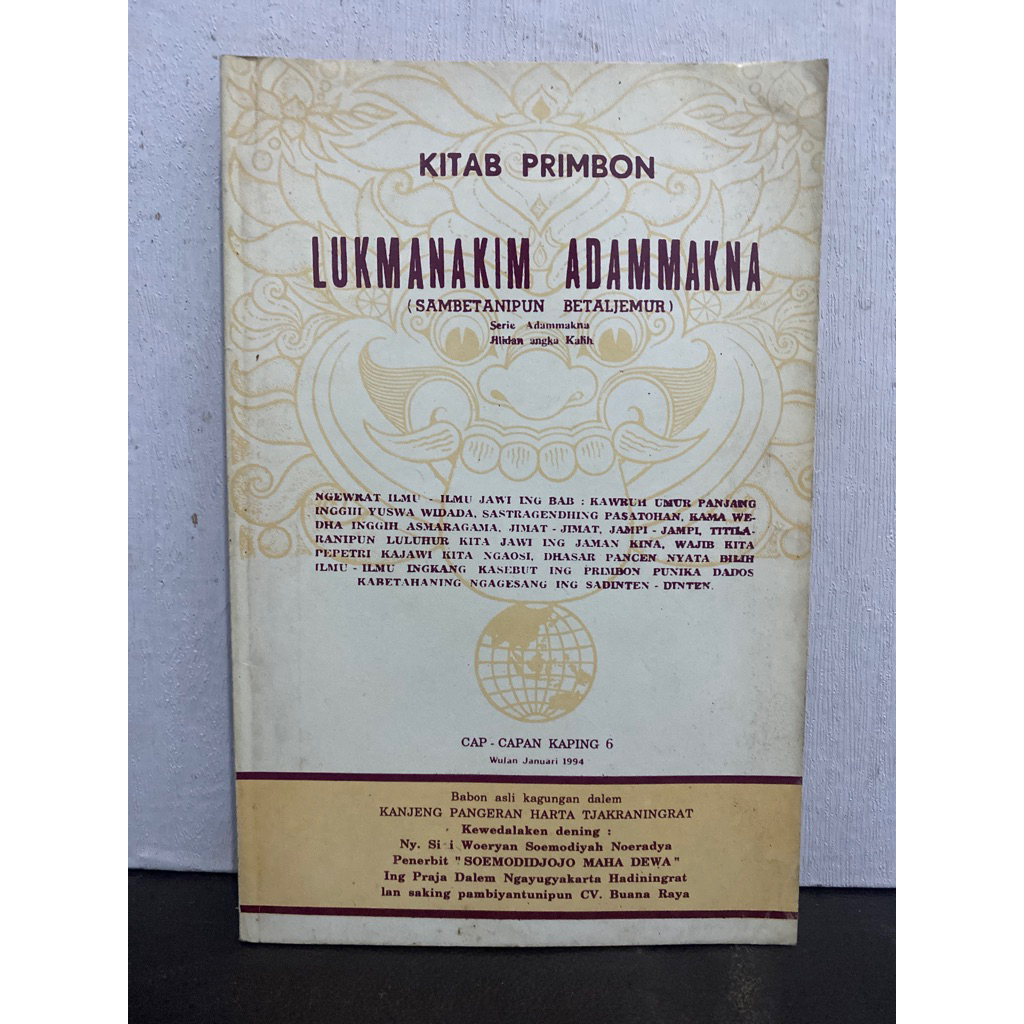 KITAB PRIMBON
LUKMANAKIM ADAMMAKNA
(SAMBETANIPUN BETALJEMUR)
Serie Adammakna
Jilidan angka Kalih
NGEWRAT ILMU - ILMU JAWI ING BAB : KAWRUH UMUR PANJANG
INGGIH YUSWA WIDADA, SASTRAGENDHING PASATOHAN, KAMA WE-
DHA INGGIH ASMARAGAMA, JIMAT - JIMAT, JAMPI - JAMPI, TITILA-
RANIPUN LULUHUR KITA JAWI ING JAMAN KINA, WAJIB KITA
PEPETRI KAJAWI KITA NGAOSI, DHASAR PANCEN NYATA BILIH
ILMU - ILMU INGKANG KASEBUT ING PRIMBON PUNIKA DADOS
KABETAHANING NGAGESANG ING SADINTEN - DINTEN.
CAP - CAPAN KAPING 6
Wulan Januari 1994
Babon asli kagungan dalem
KANJENG PANGERAN HARTA TJAKRANINGRAT
Kewedalaken dening :
Ny. Si i Woeryan Soemodiyah Noeradya
Penerbit "SOEMODIDJOJO MAHA DEWA"
Ing Praja Dalem Ngayugyakarta Hadiningrat
lan saking pambiyantunipun CV. Buana Raya